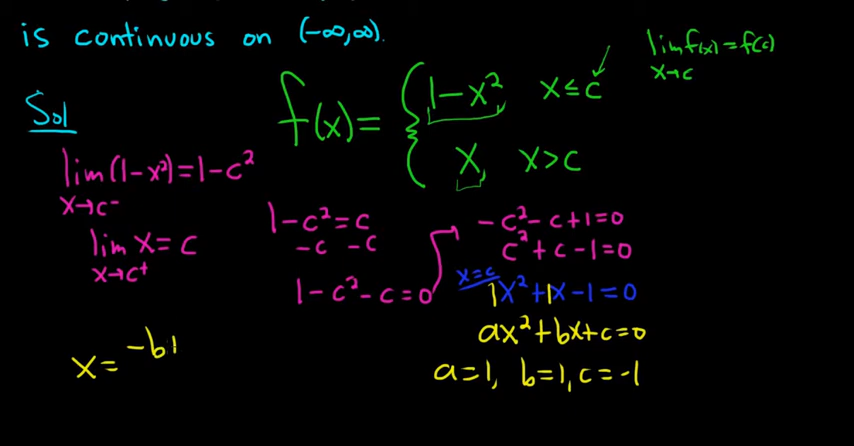 is continuous on (-∞,∞).
lim f(x) = f(c)
x→c
Sol
f(x) = { 1-x² x ≤ c
x, x > c
lim (1-x²) = 1-c²
x→c⁻
lim x = c
x→c⁺
1-c² = c
-c -c
1-c²-c=0
-c²-c+1=0
c²+c-1=0
x=c
1x²+1x-1=0
ax²+bx+c=0
a=1, b=1, c=-1
x = -b